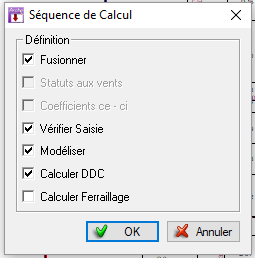 Séquence de Calcul
Définition
Fusionner
Statuts aux vents
Coefficients ce - ci
Vérifier Saisie
Modéliser
Calculer DDC
Calculer Ferraillage
OK
Annuler